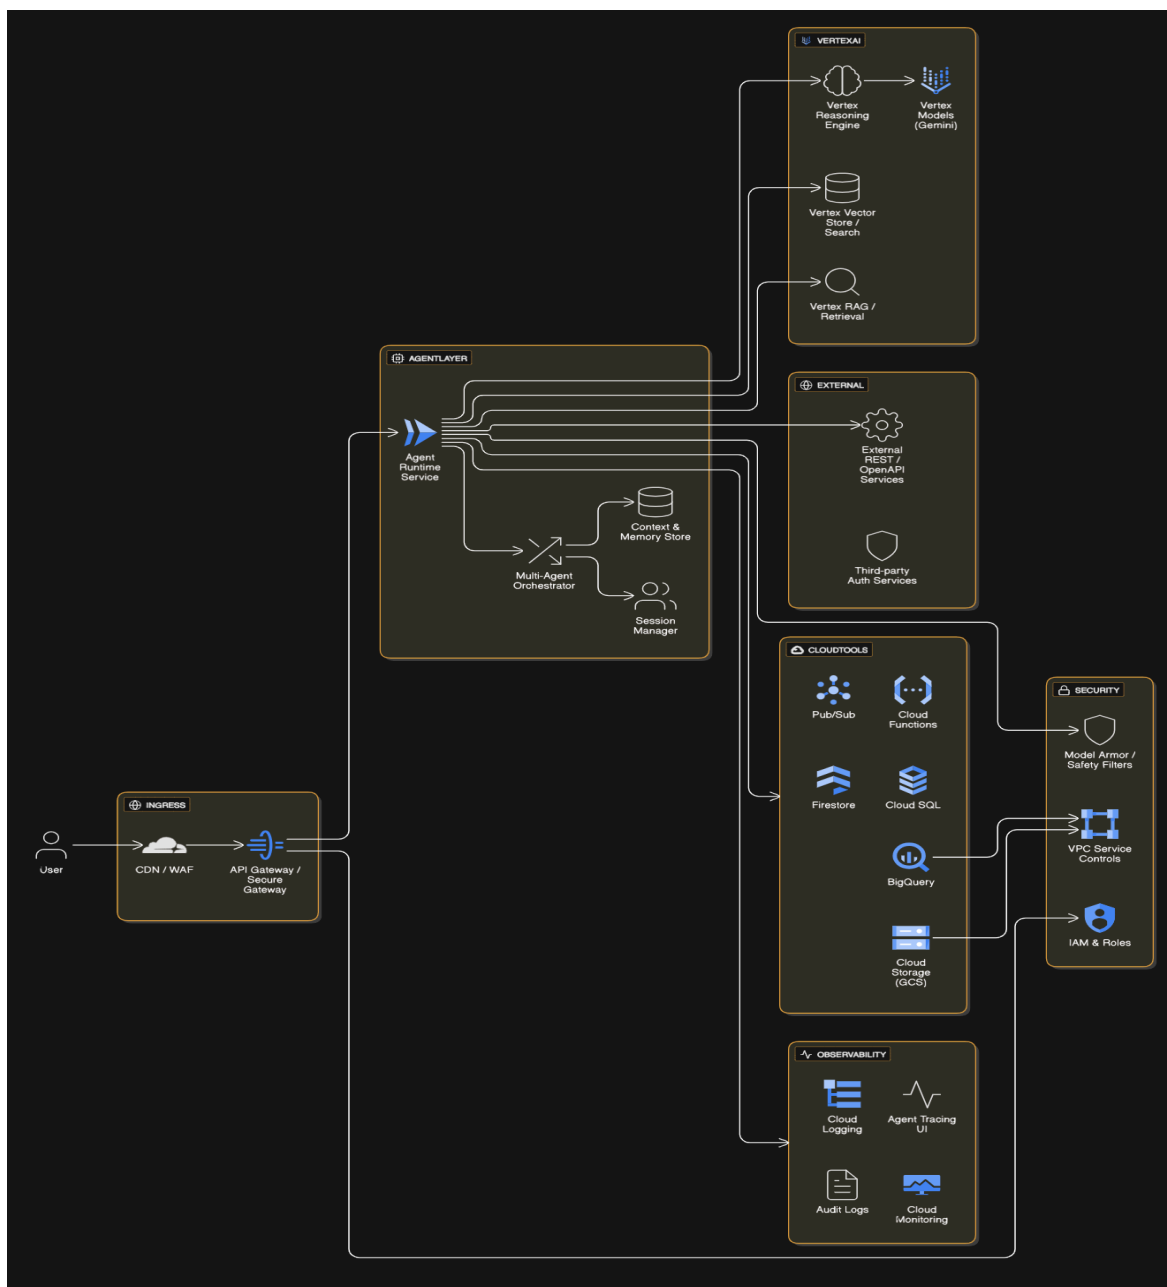 VERTEXAI
Vertex
Reasoning
Engine
Vertex
Models
(Gemini)
Vertex Vector
Store /
Search
Vertex RAG /
Retrieval
AGENTLAYER
Agent
Runtime
Service
Context &
Memory Store
Multi-Agent
Orchestrator
Session
Manager
EXTERNAL
External
REST /
OpenAPI
Services
Third-party
Auth Services
CLOUDTOOLS
Pub/Sub
Cloud
Functions
Firestore
Cloud SQL
BigQuery
Cloud
Storage
(GCS)
SECURITY
Model Armor /
Safety Filters
VPC Service
Controls
IAM & Roles
INGRESS
User
CDN / WAF
API Gateway /
Secure
Gateway
OBSERVABILITY
Cloud
Logging
Agent Tracing
UI
Audit Logs
Cloud
Monitoring